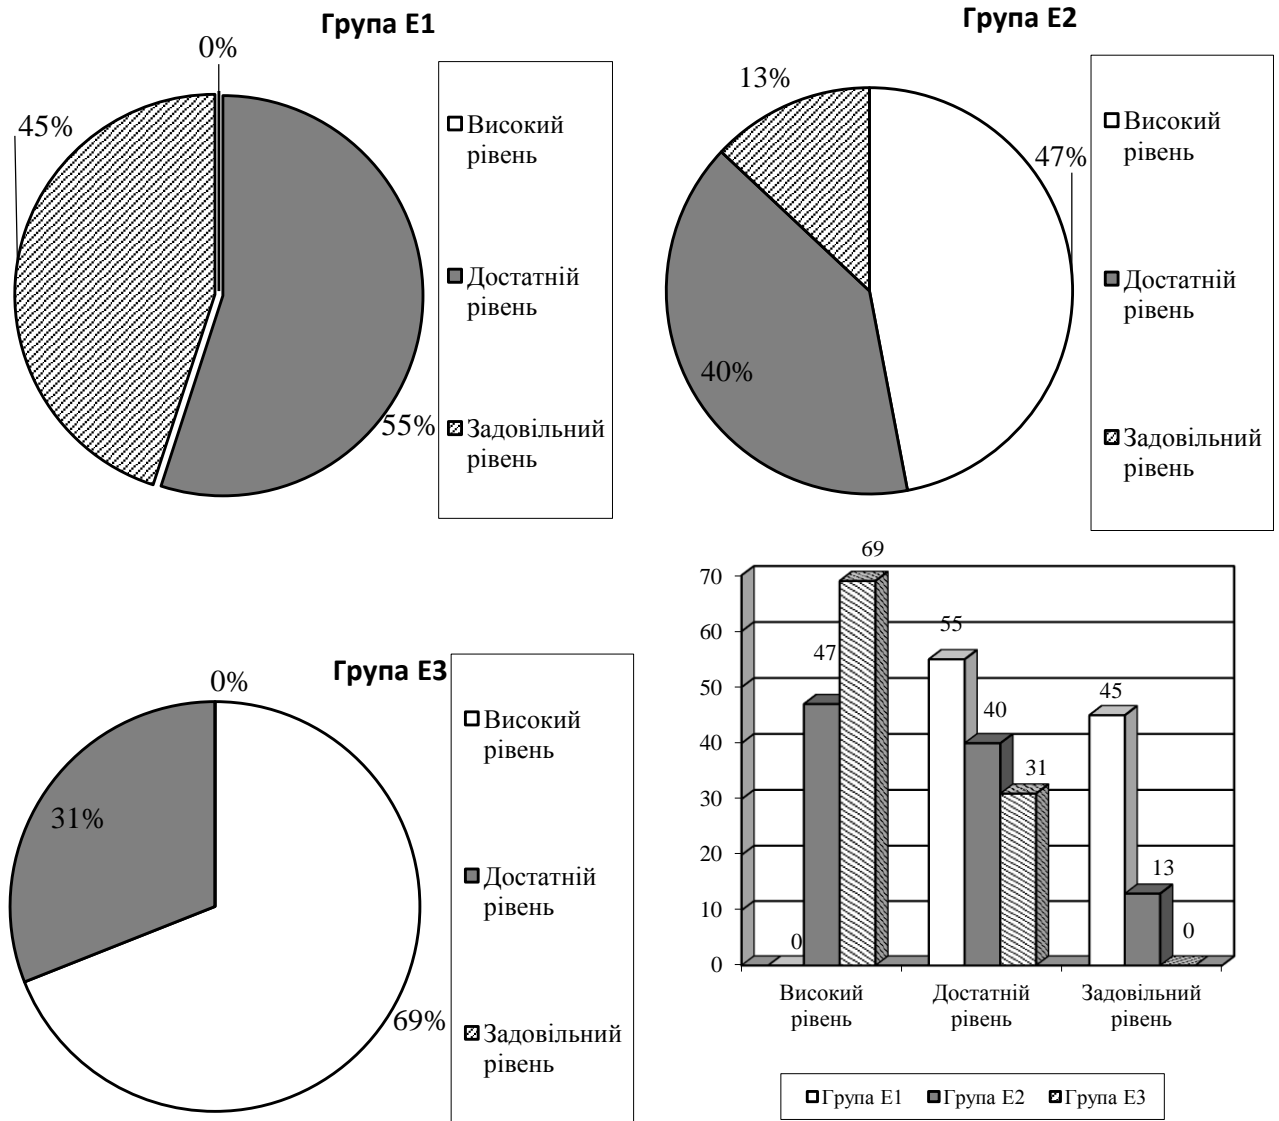 Група Е1
0%
45%
55%
Високий
рівень
Достатній
рівень
Задовільний
рівень
Група Е2
13%
47%
40%
Високий
рівень
Достатній
рівень
Задовільний
рівень
Група Е3
0%
31%
69%
Високий
рівень
Достатній
рівень
Задовільний
рівень
70
60
50
40
30
20
10
0
0
47
69
55
40
31
45
13
0
Високий
рівень
Достатній
рівень
Задовільний
рівень
Група Е1 Група Е2 Група Е3